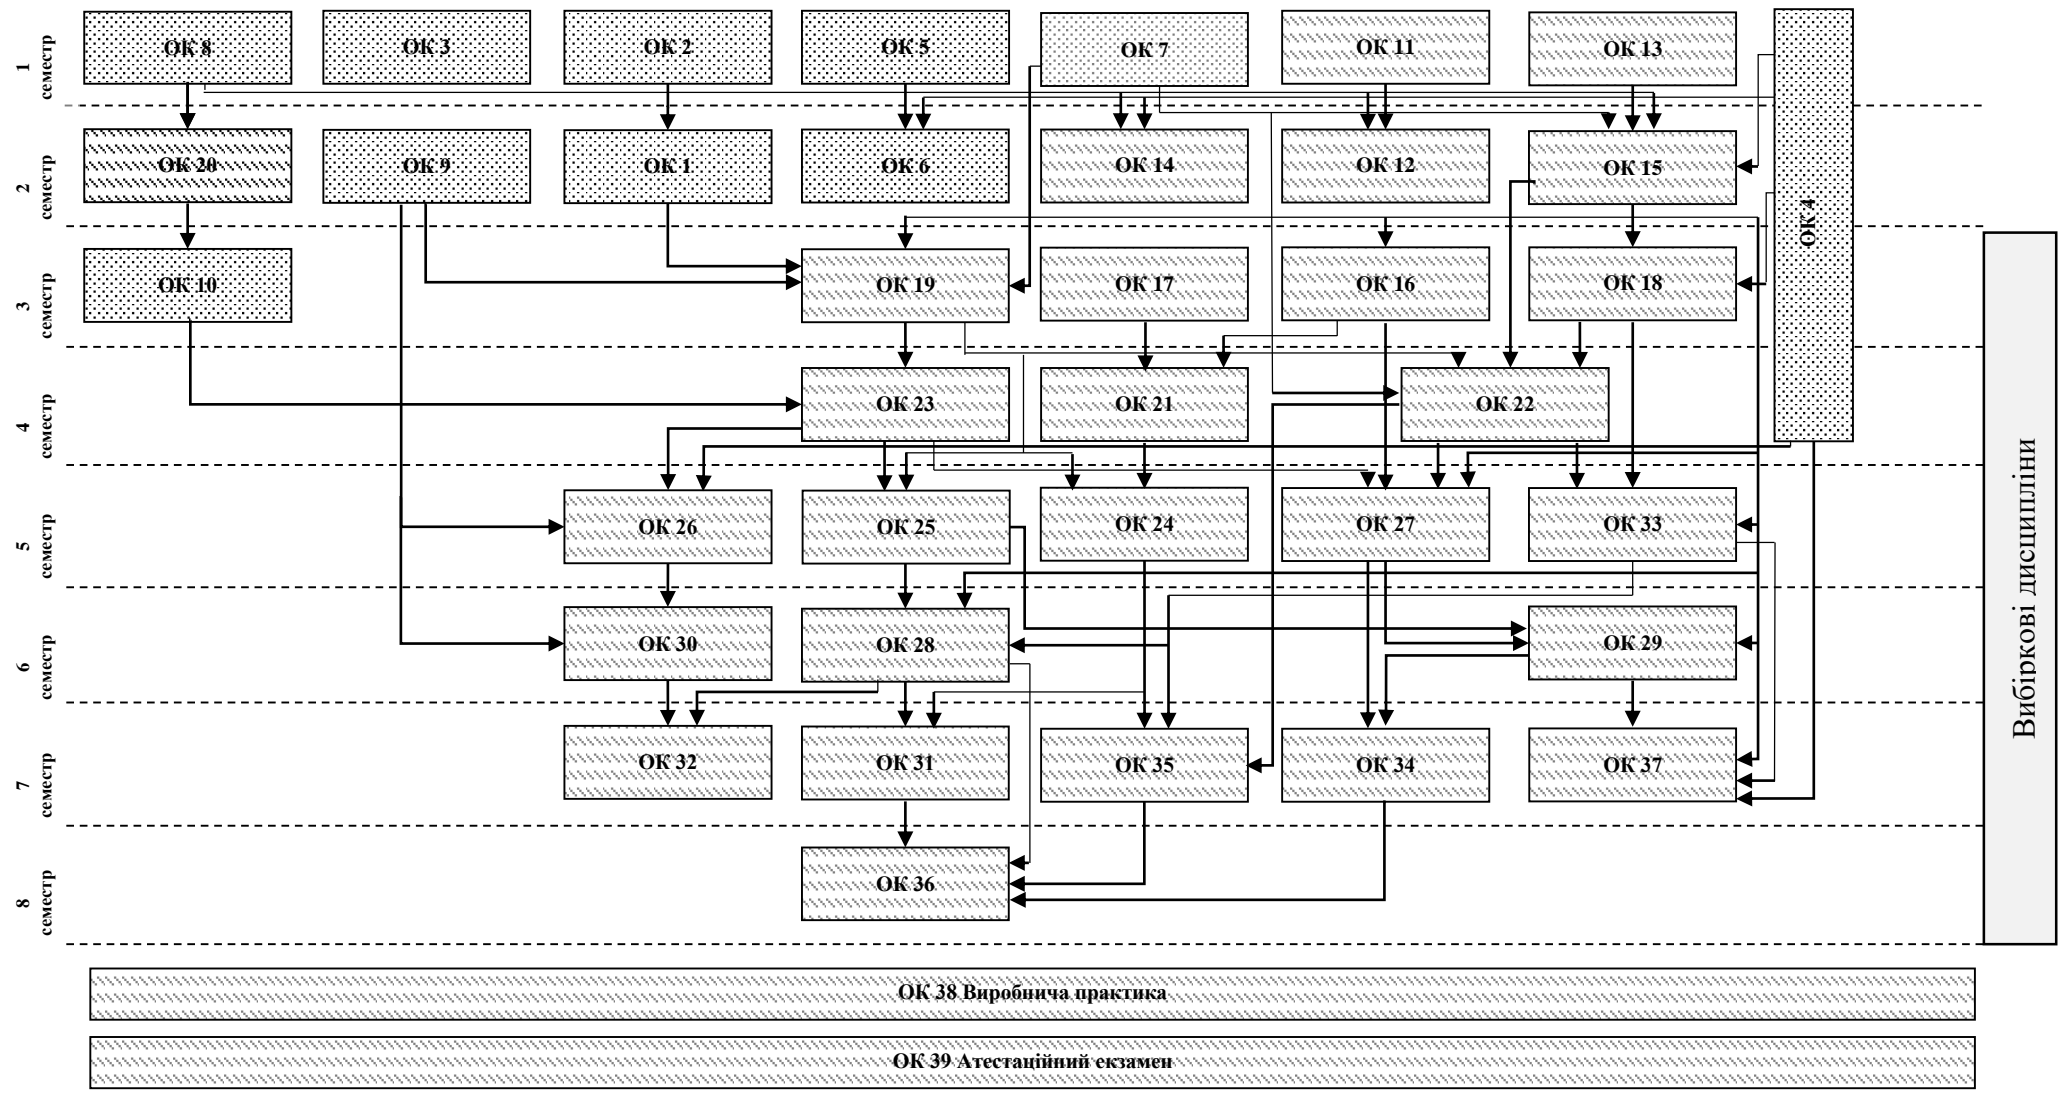 1 семестр
ОК 8
ОК 3
ОК 2
ОК 5
ОК 7
ОК 11
ОК 13
ОК 4
2 семестр
ОК 20
ОК 9
ОК 1
ОК 6
ОК 14
ОК 12
ОК 15
3 семестр
ОК 10
ОК 19
ОК 17
ОК 16
ОК 18
4 семестр
ОК 23
ОК 21
ОК 22
5 семестр
ОК 26
ОК 25
ОК 24
ОК 27
ОК 33
6 семестр
ОК 30
ОК 28
ОК 29
7 семестр
ОК 32
ОК 31
ОК 35
ОК 34
ОК 37
8 семестр
ОК 36
Вибіркові дисципліни
ОК 38 Виробнича практика
ОК 39 Атестаційний екзамен